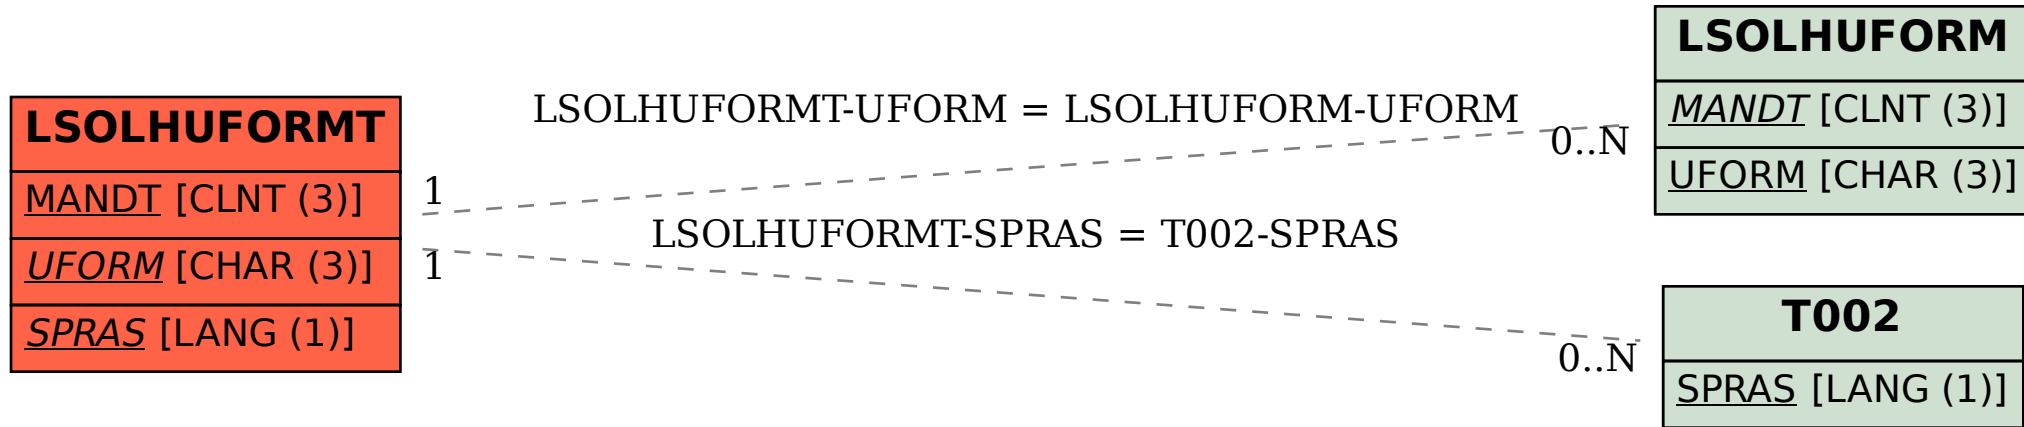 LSOLHUFORMT
MANDT [CLNT (3)]
UFORM [CHAR (3)]
SPRAS [LANG (1)]
LSOLHUFORMT-UFORM = LSOLHUFORM-UFORM
1
0..N
LSOLHUFORMT-SPRAS = T002-SPRAS
1
0..N
LSOLHUFORM
MANDT [CLNT (3)]
UFORM [CHAR (3)]
T002
SPRAS [LANG (1)]